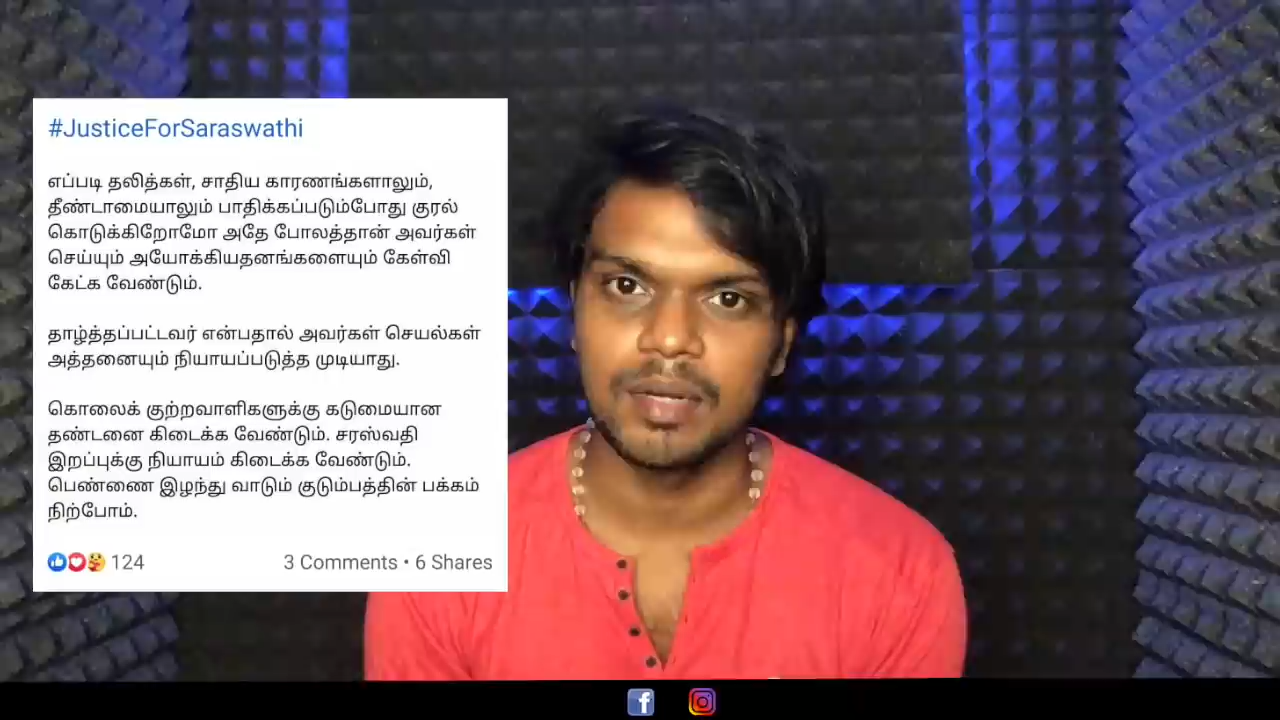 #JusticeForSaraswathi
எப்படி தலித்கள், சாதிய காரணங்களாலும்,
தீண்டாமையாலும் பாதிக்கப்படும்போது குரல்
கொடுக்கிறோமோ அதே போலத்தான் அவர்கள்
செய்யும் அயோக்கியதனங்களையும் கேள்வி
கேட்க வேண்டும்.
தாழ்த்தப்பட்டவர் என்பதால் அவர்கள் செயல்கள்
அத்தனையும் நியாயப்படுத்த முடியாது.
கொலைக் குற்றவாளிகளுக்கு கடுமையான
தண்டனை கிடைக்க வேண்டும். சரஸ்வதி
இறப்புக்கு நியாயம் கிடைக்க வேண்டும்.
பெண்ணை இழந்து வாடும் குடும்பத்தின் பக்கம்
நிற்போம்.
124 3 Comments • 6 Shares